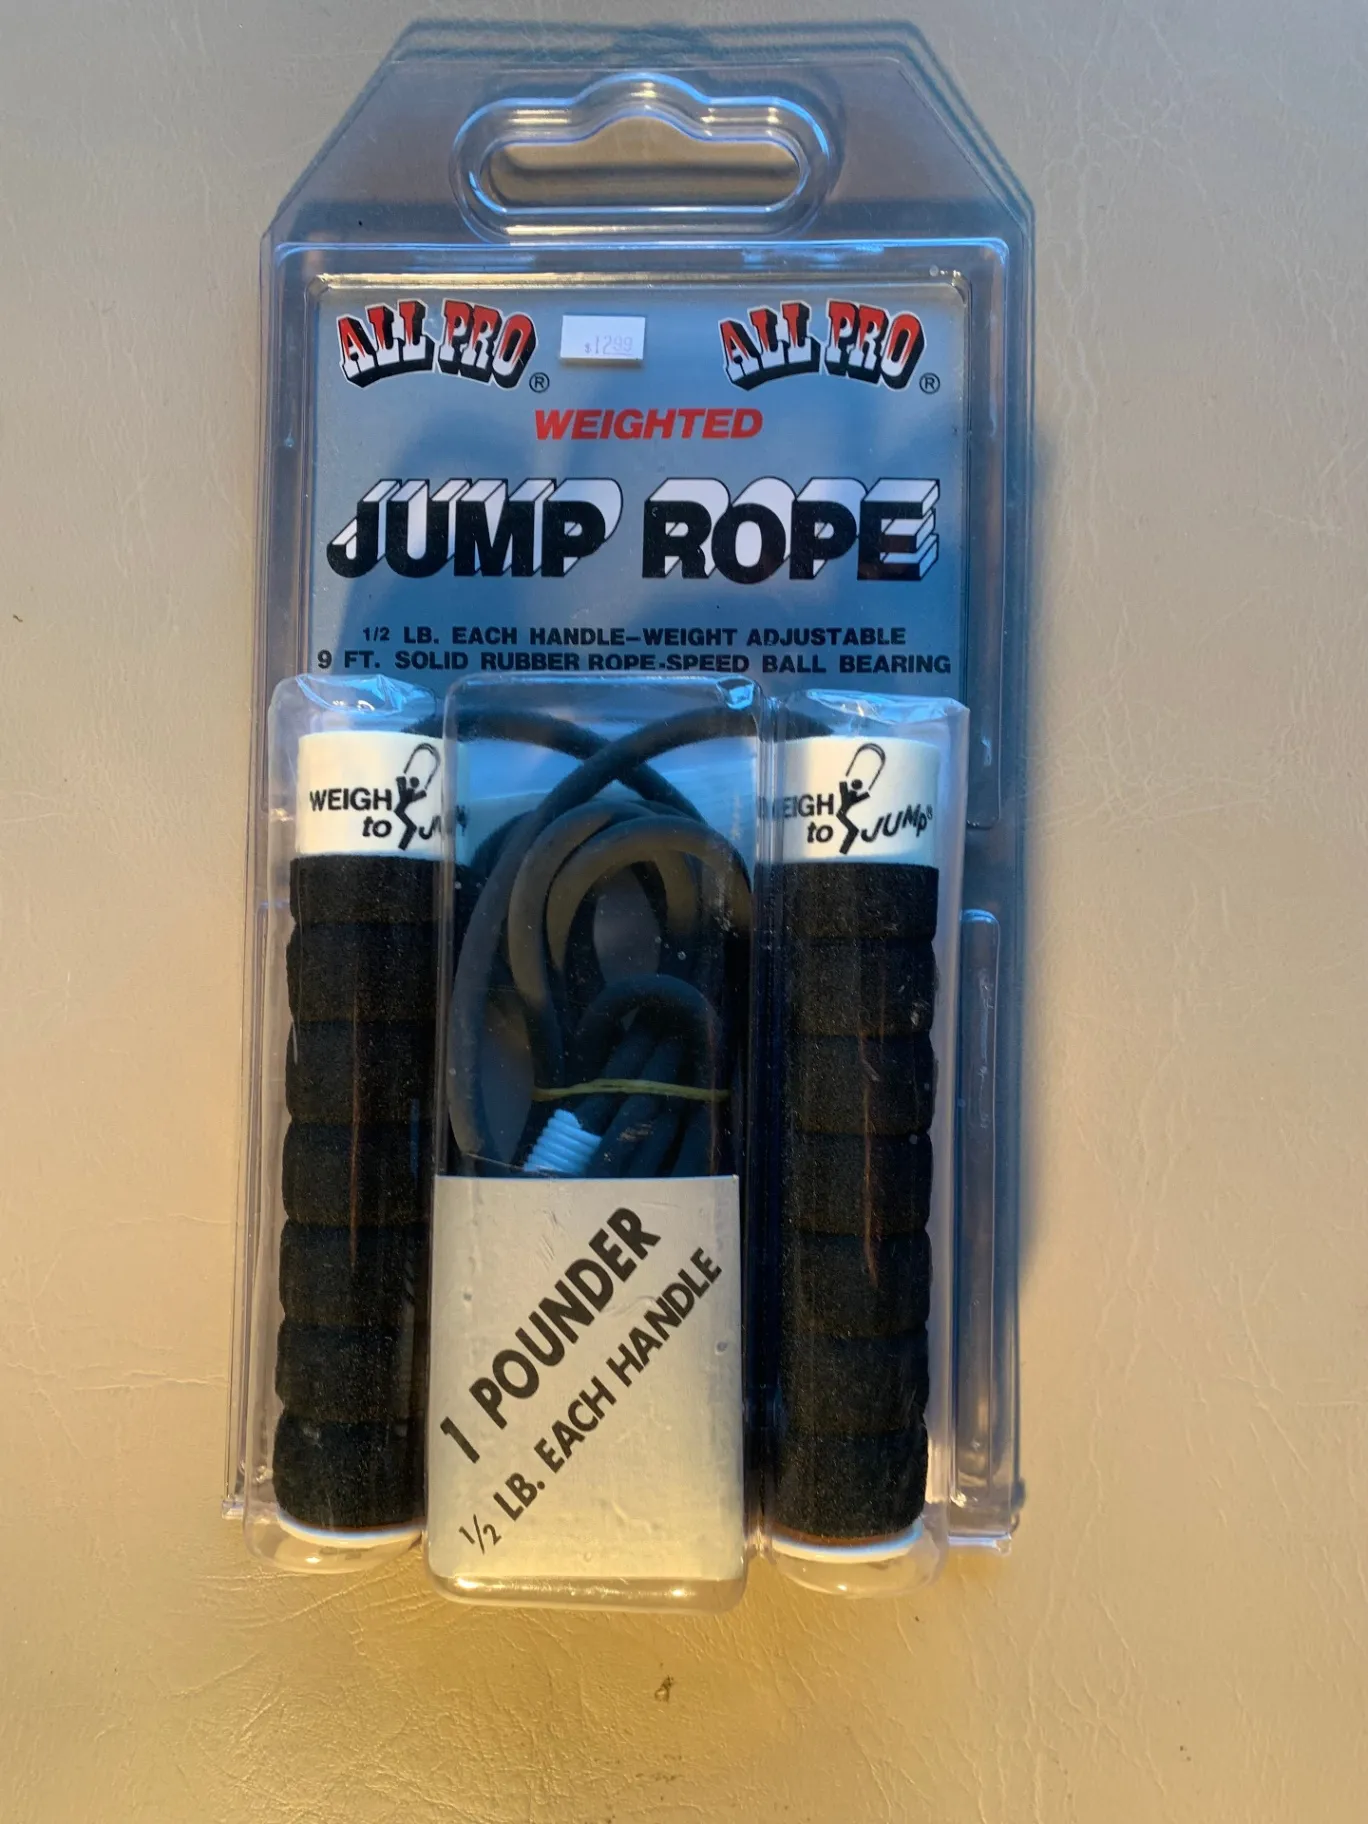 ALL PRO®
$12.99
ALL PRO®
WEIGHTED
JUMP ROPE
1/2 LB. EACH HANDLE-WEIGHT ADJUSTABLE
9 FT. SOLID RUBBER ROPE-SPEED BALL BEARING
WEIGH
to
WEIGH
to JUMP®
1 POUNDER
½ LB. EACH HANDLE